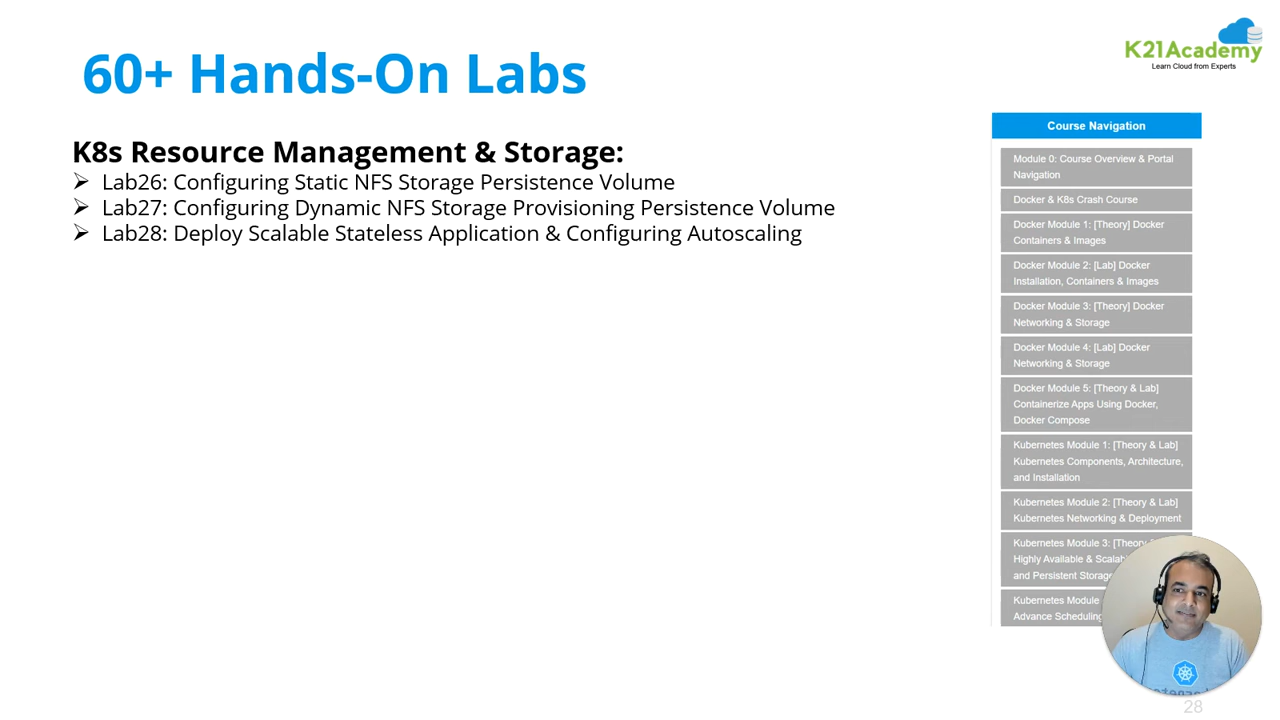 60+ Hands-On Labs
K21Academy
Learn Cloud from Experts
K8s Resource Management & Storage:
Lab26: Configuring Static NFS Storage Persistence Volume
Lab27: Configuring Dynamic NFS Storage Provisioning Persistence Volume
Lab28: Deploy Scalable Stateless Application & Configuring Autoscaling
Course Navigation
Module 0: Course Overview & Portal
Navigation
Docker & K8s Crash Course
Docker Module 1: [Theory] Docker
Containers & Images
Docker Module 2: [Lab] Docker
Installation, Containers & Images
Docker Module 3: [Theory] Docker
Networking & Storage
Docker Module 4: [Lab] Docker
Networking & Storage
Docker Module 5: [Theory & Lab]
Containerize Apps Using Docker,
Docker Compose
Kubernetes Module 1: [Theory & Lab]
Kubernetes Components, Architecture,
and Installation
Kubernetes Module 2: [Theory & Lab]
Kubernetes Networking & Deployment
Kubernetes Module 3: [Theory
Highly Available &
and Persistent Storage
Kubernetes Module
Advance Scheduling
28